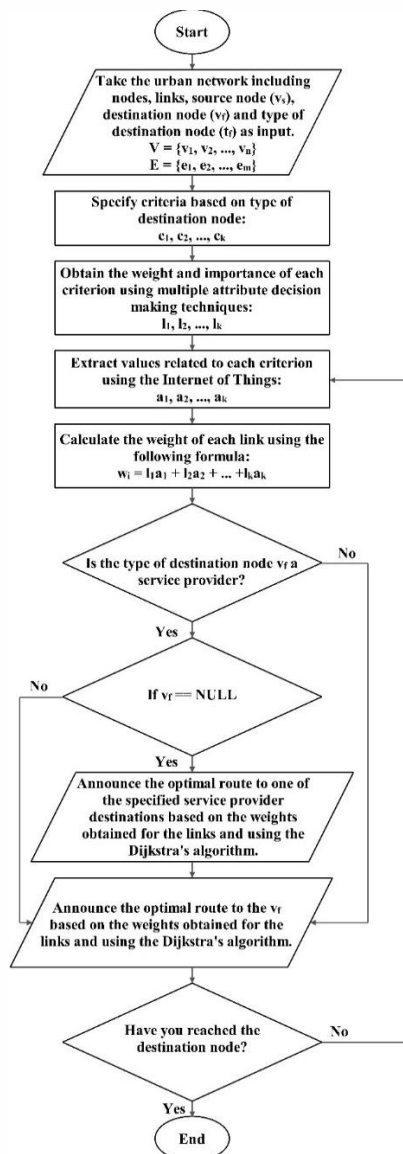 Start
Take the urban network including
nodes, links, source node (vs),
destination node (vf) and type of
destination node (tf) as input.
V = {v1, v2, ..., vn}
E = {e1, e2, ..., em}
Specify criteria based on type of
destination node:
c1, c2, ..., ck
Obtain the weight and importance of each
criterion using multiple attribute decision
making techniques:
l1, l2, ..., lk
Extract values related to each criterion
using the Internet of Things:
a1, a2, ..., ak
Calculate the weight of each link using the
following formula:
wi = l1a1 + l2a2 + ... +lkak
Is the type of destination node vf a
service provider?
No
Yes
If vf == NULL
No
Yes
Announce the optimal route to one of
the specified service provider
destinations based on the weights
obtained for the links and using the
Dijkstra's algorithm.
Announce the optimal route to the vf
based on the weights obtained for the
links and using the Dijkstra's algorithm.
Have you reached the
destination node?
No
Yes
End